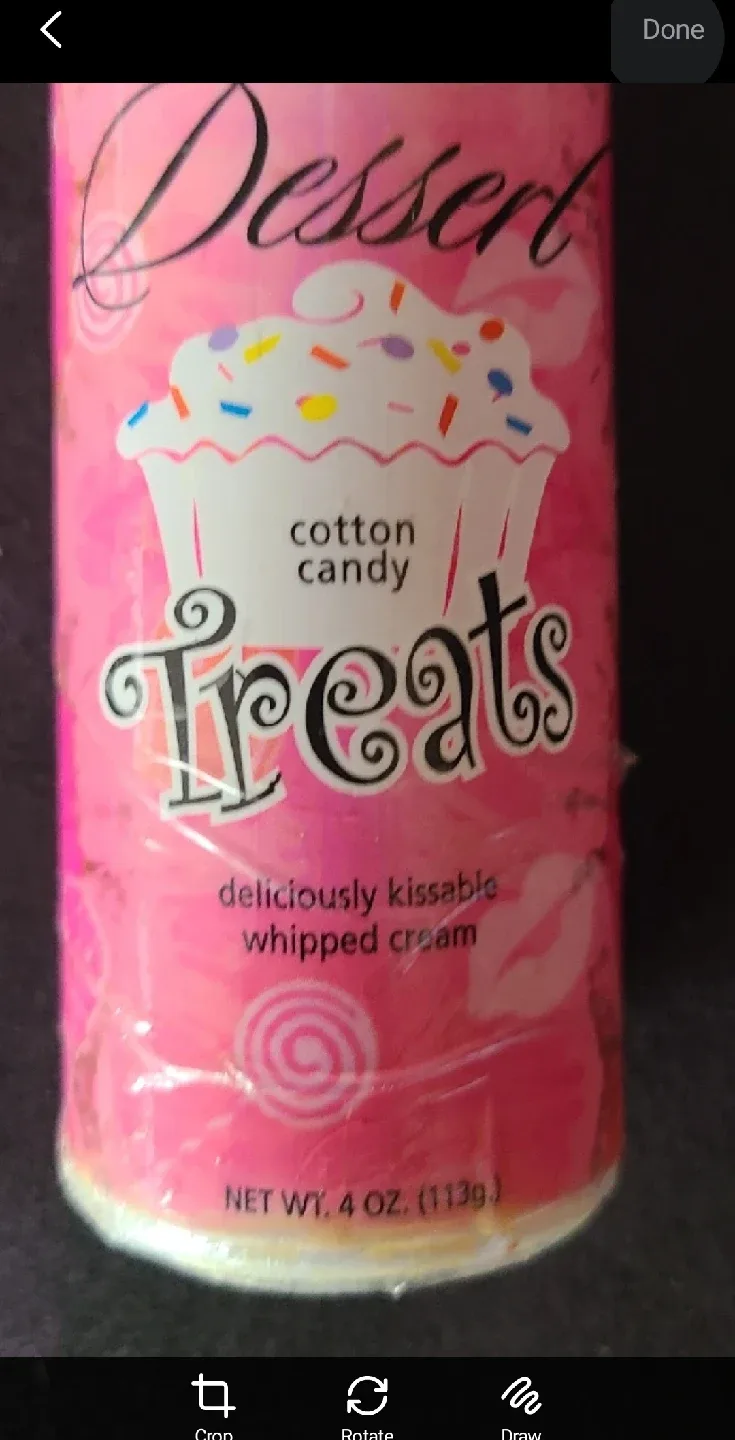 Done
Dessert
cotton
candy
Treats
deliciously kissable
whipped cream
NET WT. 4 OZ. (113g.)
Crop
Rotate
Draw